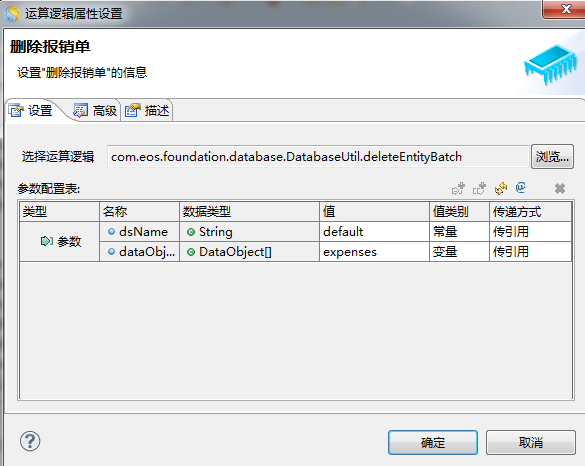 运算逻辑属性设置
删除报销单
设置"删除报销单"的信息
设置 高级 描述
选择运算逻辑 com.eos.foundation.database.DatabaseUtil.deleteEntityBatch 浏览...
参数配置表:
类型 名称 数据类型 值 值类别 传递方式
参数 dsName String default 常量 传引用
dataObj... DataObject[] expenses 变量 传引用
确定 取消